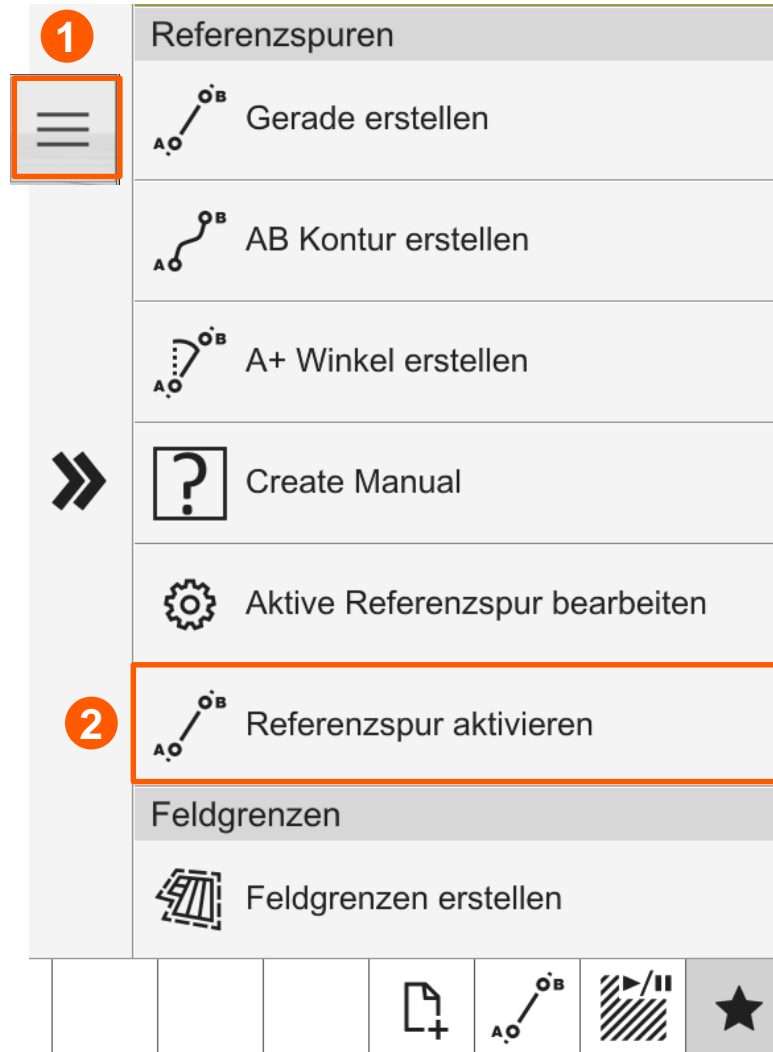 1
Referenzspuren
A B
Gerade erstellen
A B
AB Kontur erstellen
A B
A+ Winkel erstellen
?
Create Manual
Aktive Referenzspur bearbeiten
2
A B
Referenzspur aktivieren
Feldgrenzen
Feldgrenzen erstellen
A B